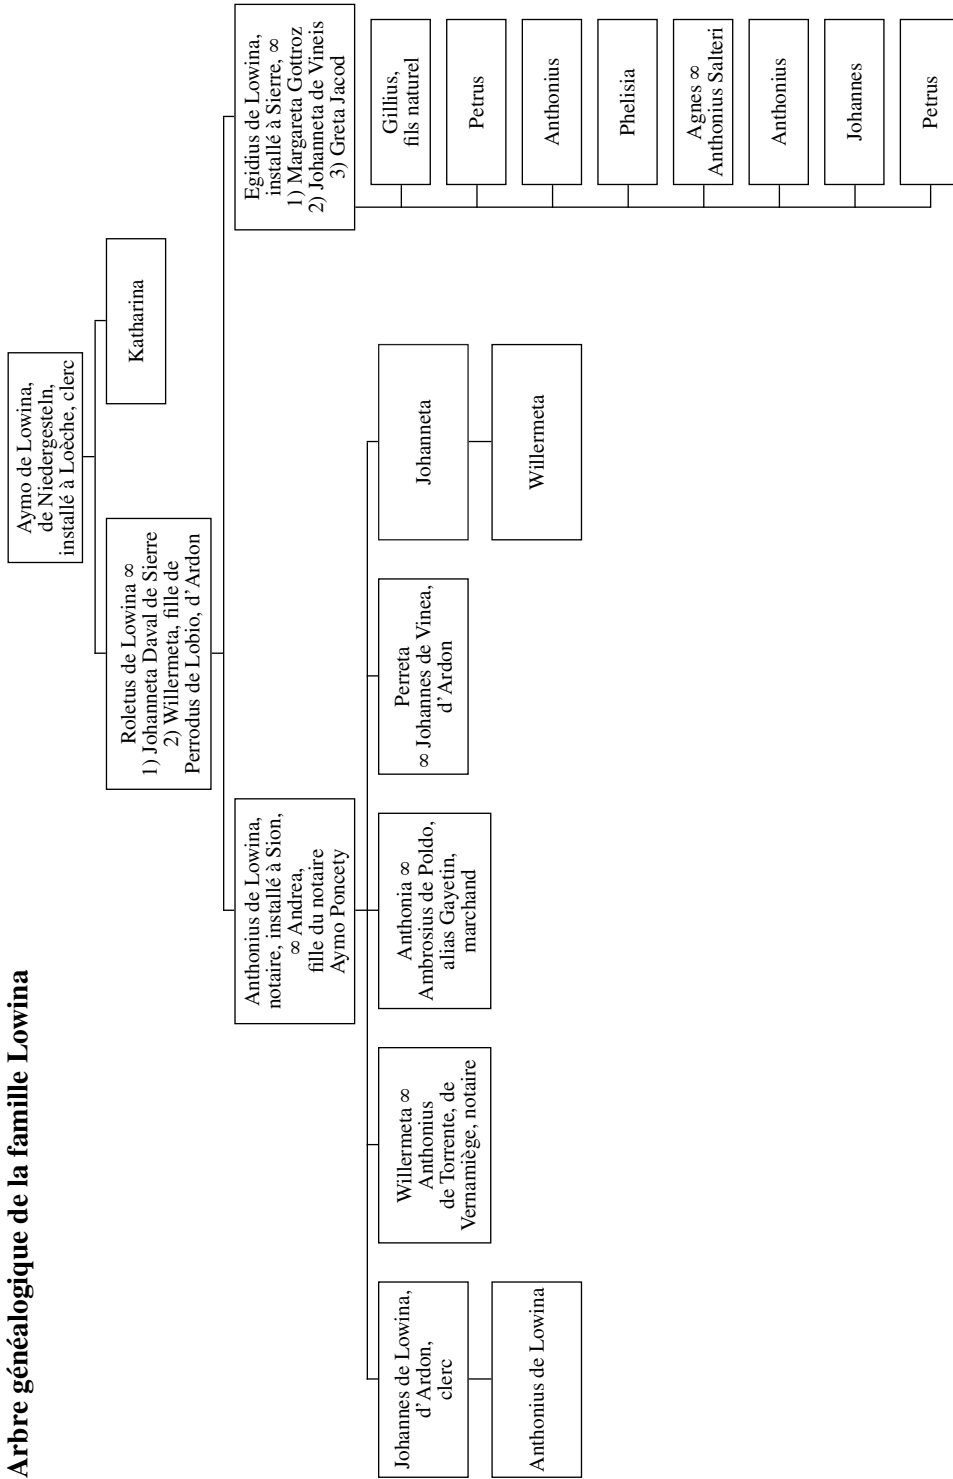 Arbre généalogique de la famille Lowina
Aymo de Lowina,
de Niedergesteln,
installé à Loèche, clerc
Roletus de Lowina ∞
1) Johanneta Daval de Sierre
2) Willermeta, fille de
Perrodus de Lobio, d'Ardon
Katharina
Anthonius de Lowina,
notaire, installé à Sion,
∞ Andrea,
fille du notaire
Aymo Poncety
Egidius de Lowina,
installé à Sierre, ∞
1) Margareta Gottroz
2) Johanneta de Vineis
3) Greta Jacod
Johannes de Lowina,
d'Ardon,
clerc
Willermeta ∞
Anthonius
de Torrente, de
Vernamiège, notaire
Anthonia ∞
Ambrosius de Poldo,
alias Gayetin,
marchand
Perreta
∞ Johannes de Vinea,
d'Ardon
Johanneta
Anthonius de Lowina
Willermeta
Gillius,
fils naturel
Petrus
Anthonius
Phelisia
Agnes ∞
Anthonius Salteri
Anthonius
Johannes
Petrus